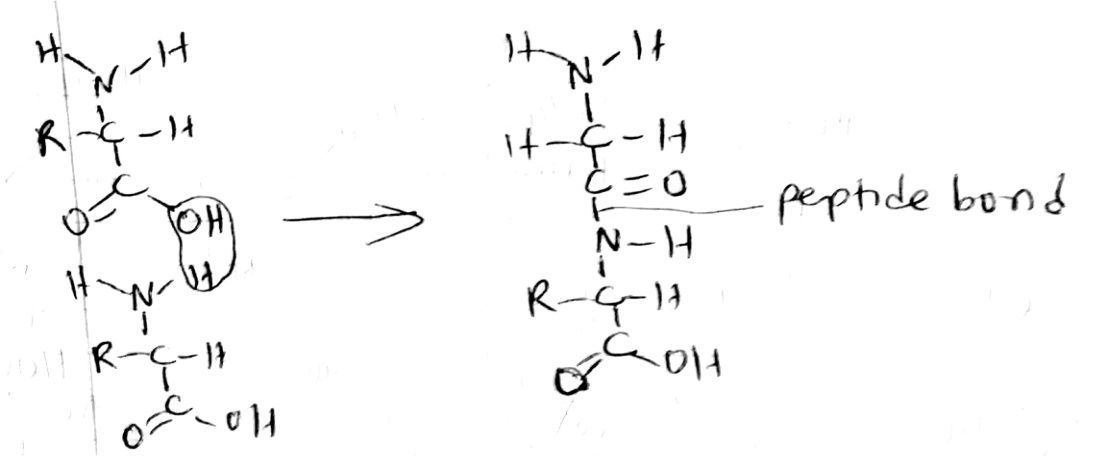 H H
N
R - C - H
C
O OH
H N H
R - C - H
C
O OH
H H
N
H - C - H
C = O
peptide bond
N - H
R - C - H
C
O OH